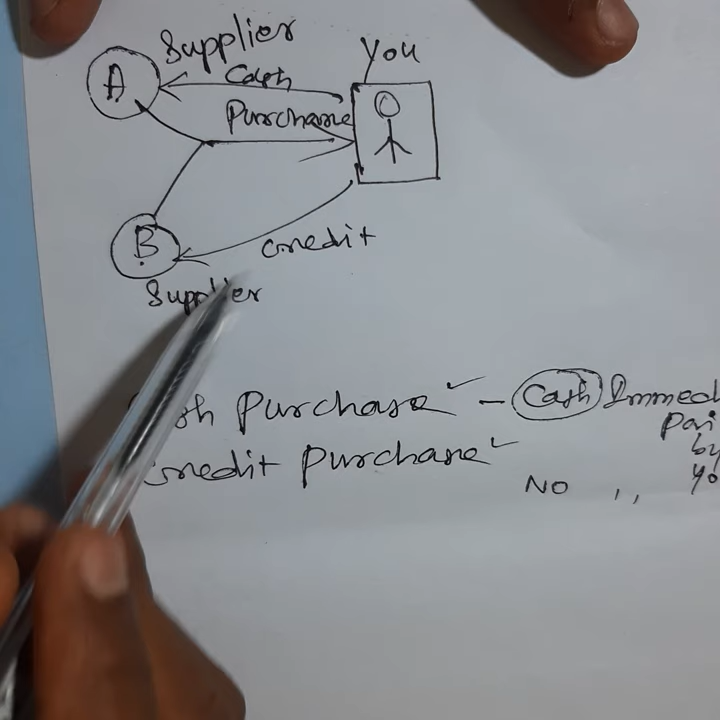 Supplier
You
A
Cash
Purchase
B
Credit
Supplier
Purchase - Cash
Credit Purchase
No ,,